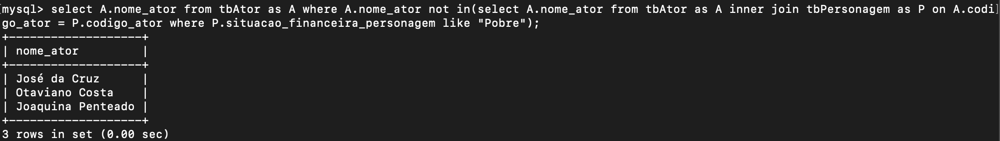 [mysql> select A.nome_ator from tbAtor as A where A.nome_ator not in(select A.nome_ator from tbAtor as A inner join tbPersonagem as P on A.codi]
go_ator = P.codigo_ator where P.situacao_financeira_personagem like "Pobre");
+------------------+
| nome_ator        |
+------------------+
| José da Cruz     |
| Otaviano Costa   |
| Joaquina Penteado |
+------------------+
3 rows in set (0.00 sec)